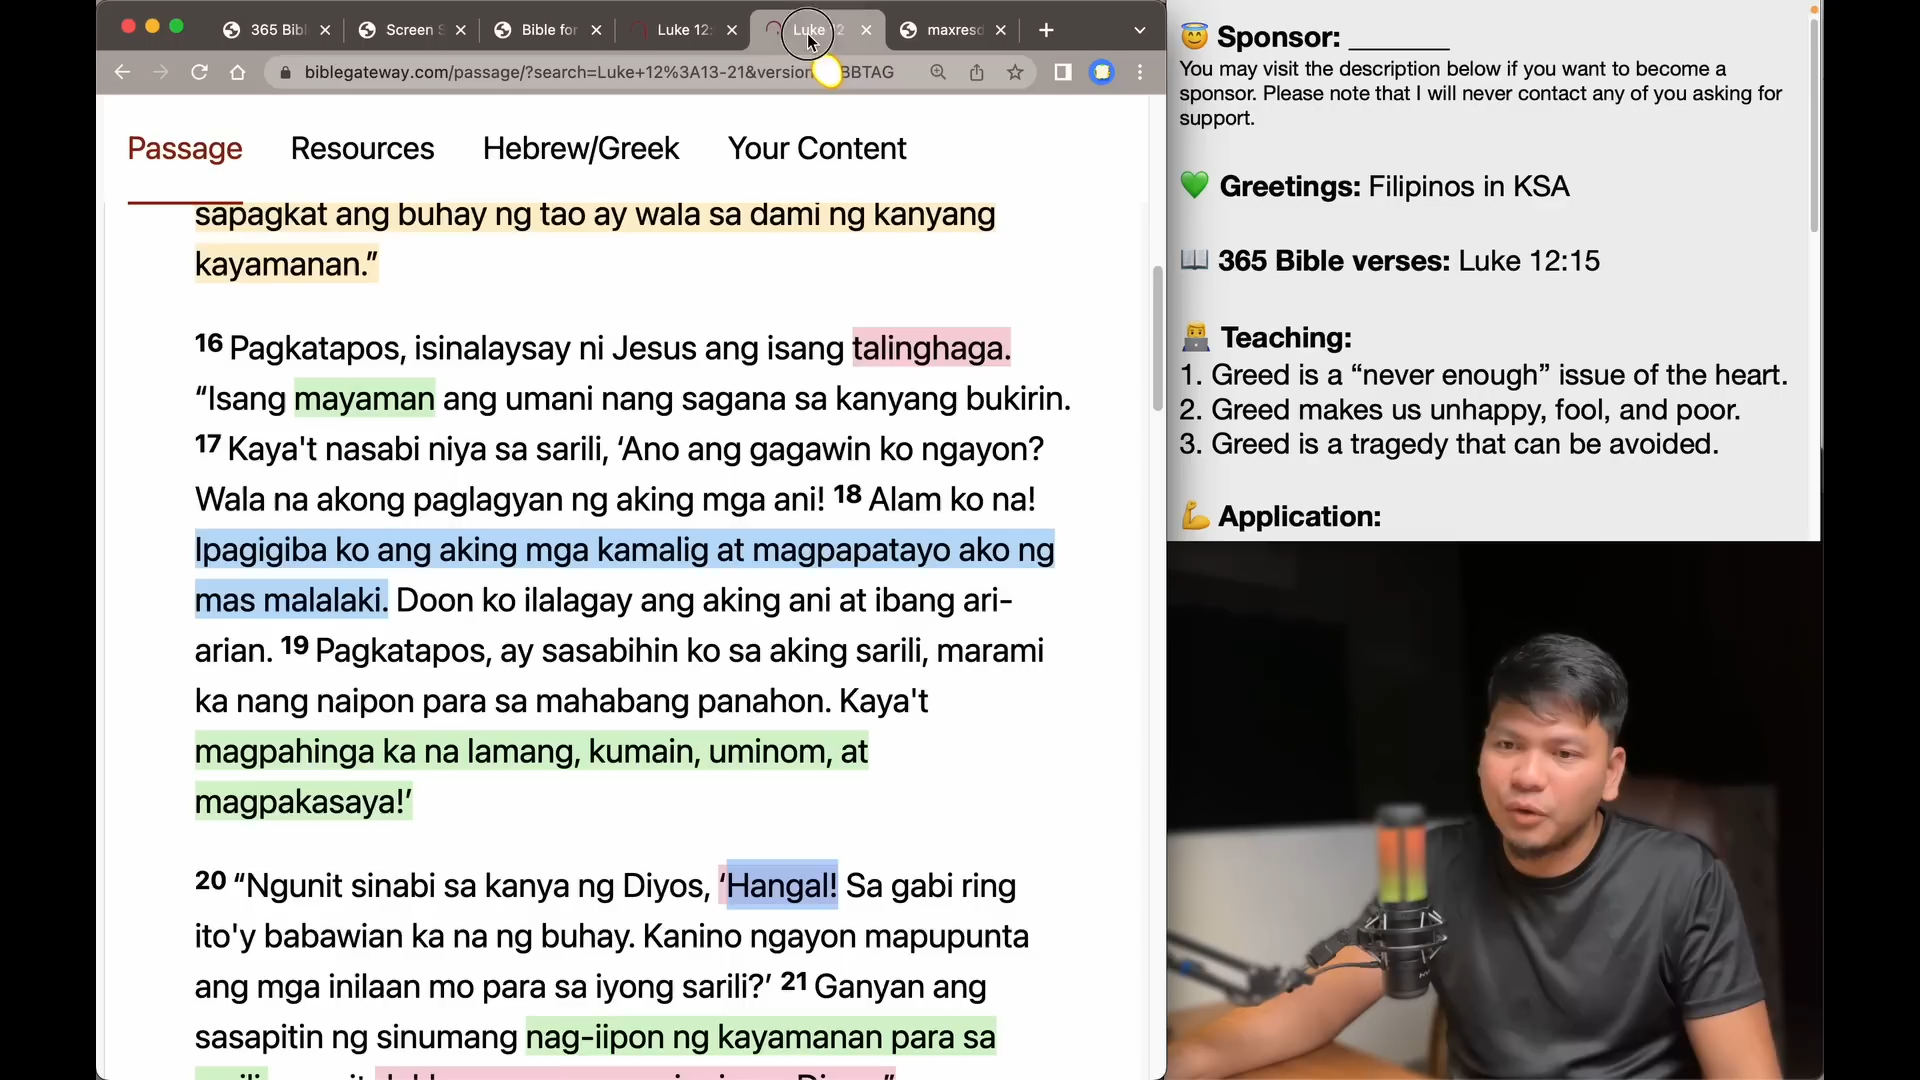 365 Bibl
Screen S
Bible for
Luke 12:
Luke 12
maxresd
biblegateway.com/passage/?search=Luke+12%3A13-21&version
BBTAG
Passage
Resources
Hebrew/Greek
Your Content
sapagkat ang buhay ng tao ay wala sa dami ng kanyang
kayamanan.”
16 Pagkatapos, isinalaysay ni Jesus ang isang talinghaga.
“Isang mayaman ang umani nang sagana sa kanyang bukirin.
17 Kaya't nasabi niya sa sarili, ‘Ano ang gagawin ko ngayon?
Wala na akong paglagyan ng aking mga ani! 18 Alam ko na!
Ipagigiba ko ang aking mga kamalig at magpapatayo ako ng
mas malalaki. Doon ko ilalagay ang aking ani at ibang ari-
arian. 19 Pagkatapos, ay sasabihin ko sa aking sarili, marami
ka nang naipon para sa mahabang panahon. Kaya't
magpahinga ka na lamang, kumain, uminom, at
magpakasaya!’
20 “Ngunit sinabi sa kanya ng Diyos, ‘Hangal! Sa gabi ring
ito'y babawian ka na ng buhay. Kanino ngayon mapupunta
ang mga inilaan mo para sa iyong sarili?’ 21 Ganyan ang
sasapitin ng sinumang nag-iipon ng kayamanan para sa
😇 Sponsor: _______
You may visit the description below if you want to become a
sponsor. Please note that I will never contact any of you asking for
support.
💚 Greetings: Filipinos in KSA
📖 365 Bible verses: Luke 12:15
👨‍💻 Teaching:
1. Greed is a “never enough” issue of the heart.
2. Greed makes us unhappy, fool, and poor.
3. Greed is a tragedy that can be avoided.
💪 Application: